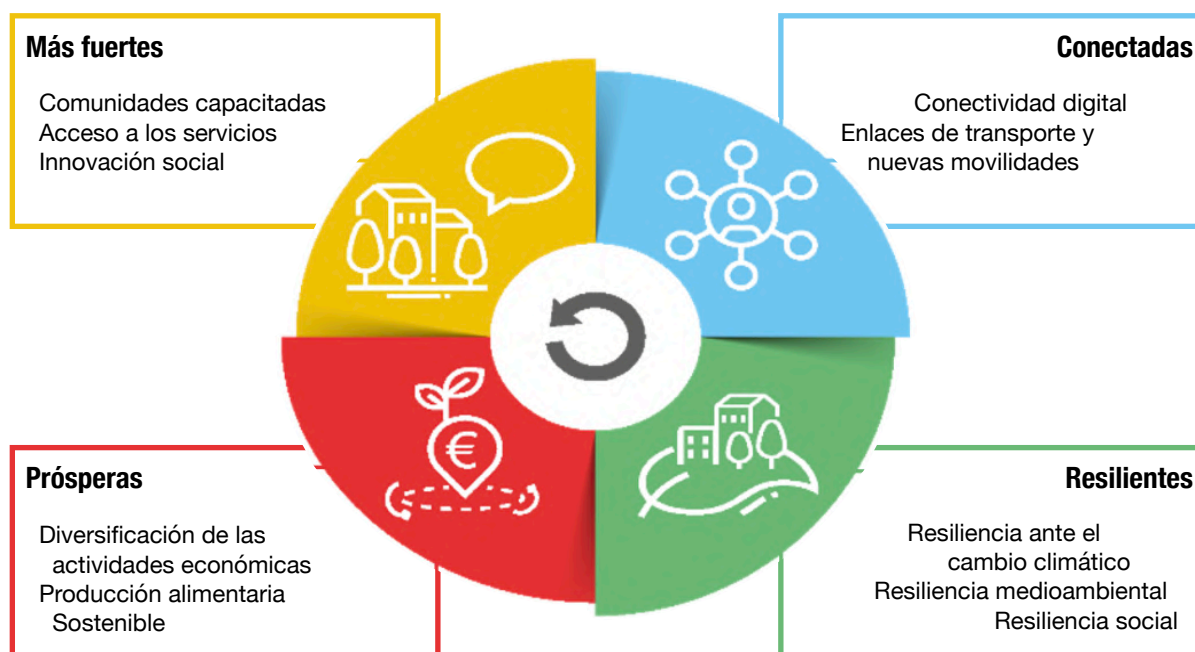 Más fuertes
Comunidades capacitadas
Acceso a los servicios
Innovación social
Conectadas
Conectividad digital
Enlaces de transporte y
nuevas movilidades
€
Prósperas
Diversificación de las
actividades económicas
Producción alimentaria
Sostenible
Resilientes
Resiliencia ante el
cambio climático
Resiliencia medioambiental
Resiliencia social